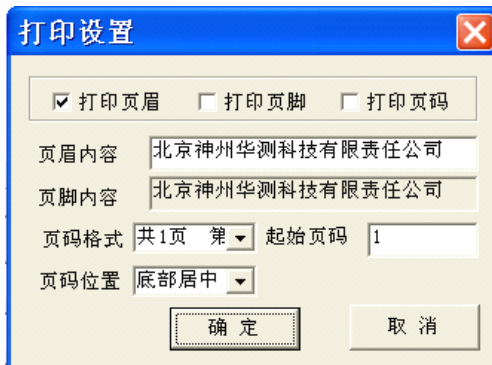 打印设置
打印页眉 打印页脚 打印页码
页眉内容 北京神州华测科技有限责任公司
页脚内容 北京神州华测科技有限责任公司
页码格式 共1页 第 起始页码 1
页码位置 底部居中
确定 取消